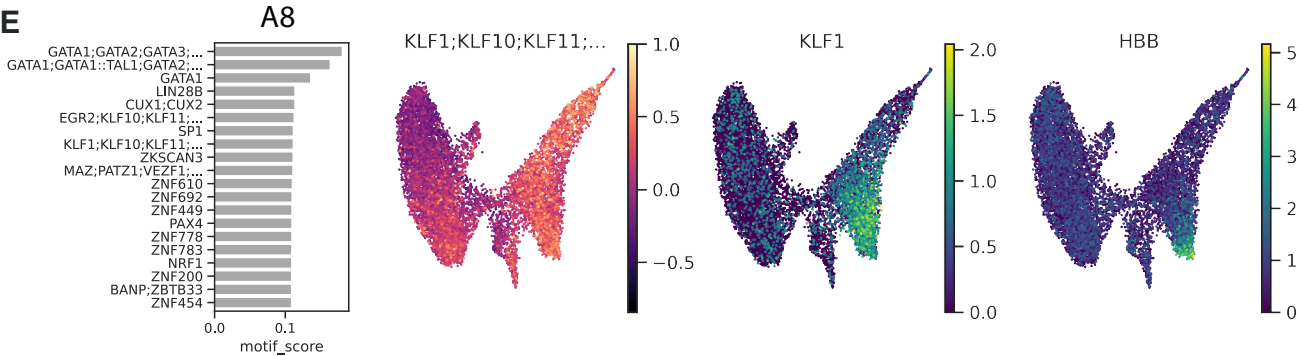 E
A8
GATA1;GATA2;GATA3;...
GATA1;GATA1::TAL1;GATA2;...
GATA1
LIN28B
CUX1;CUX2
EGR2;KLF10;KLF11;...
SP1
KLF1;KLF10;KLF11;...
ZKSCAN3
MAZ;PATZ1;VEZF1;...
ZNF610
ZNF692
ZNF449
PAX4
ZNF778
ZNF783
NRF1
ZNF200
BANP;ZBTB33
ZNF454
0.0 0.1
motif_score
KLF1;KLF10;KLF11;...
1.0
0.5
0.0
−0.5
KLF1
2.0
1.5
1.0
0.5
0.0
HBB
5
4
3
2
1
0